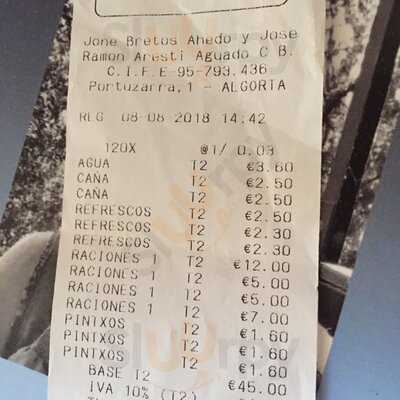 Jone Bretos Ahedo y Jose
Ramon Aresti Aguado C B.
C.I.F.E-95-793.436
Portuzarra,1 - ALGORTA
REG 08-08-2018 14:42
120X @1/ 0.03
AGUA T2 €3.60
CAÑA T2 €2.50
CAÑA T2 €2.50
REFRESCOS T2 €2.50
REFRESCOS T2 €2.30
REFRESCOS T2 €2.30
RACIONES 1 T2 €12.00
RACIONES 1 T2 €5.00
RACIONES 1 T2 €5.00
RACIONES 1 T2 €7.00
PINTXOS T2 €1.60
PINTXOS T2 €1.60
PINTXOS T2 €1.60
BASE T2 €45.00
IVA 10% (T2)